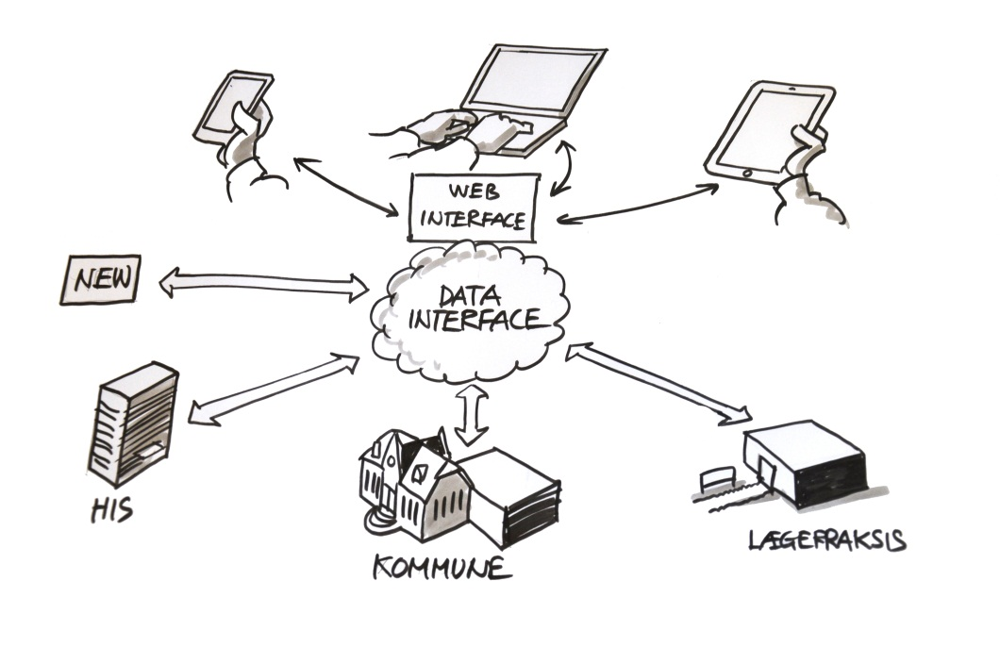 WEB
INTERFACE
NEW
DATA
INTERFACE
HIS
KOMMUNE
LÆGEPRAKSIS